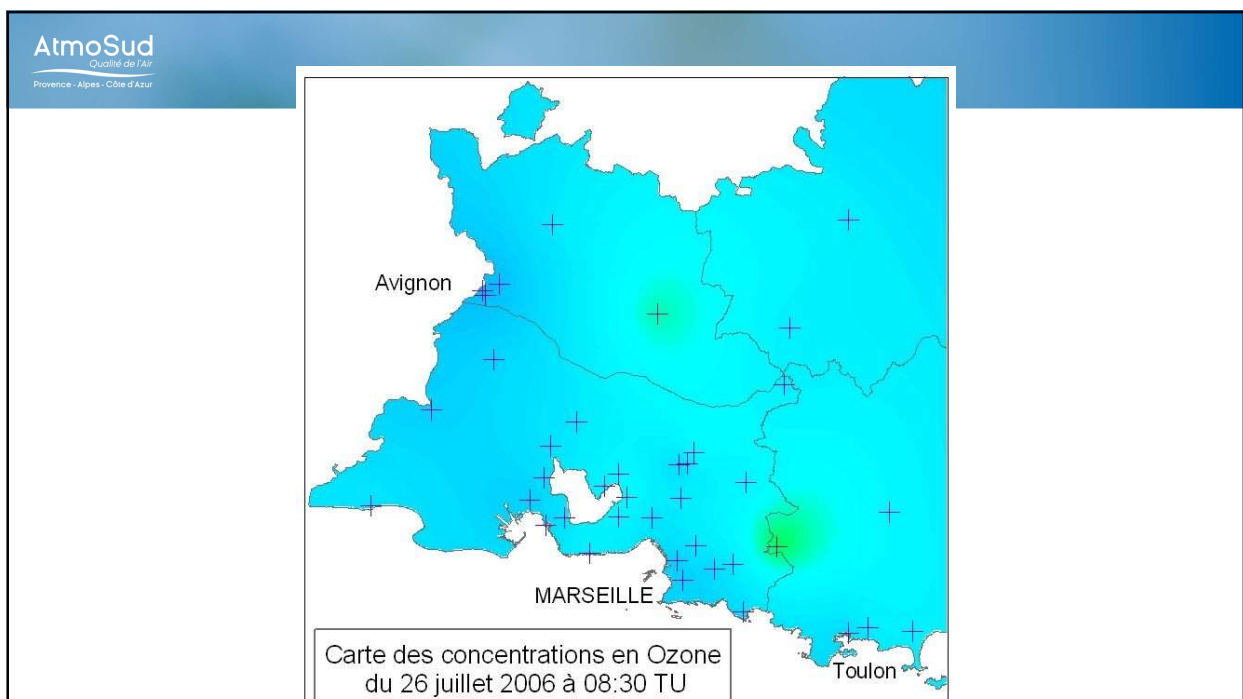 AtmoSud
Qualité de l'Air
Provence - Alpes - Côte d'Azur
Avignon
MARSEILLE
Toulon
Carte des concentrations en Ozone
du 26 juillet 2006 à 08:30 TU